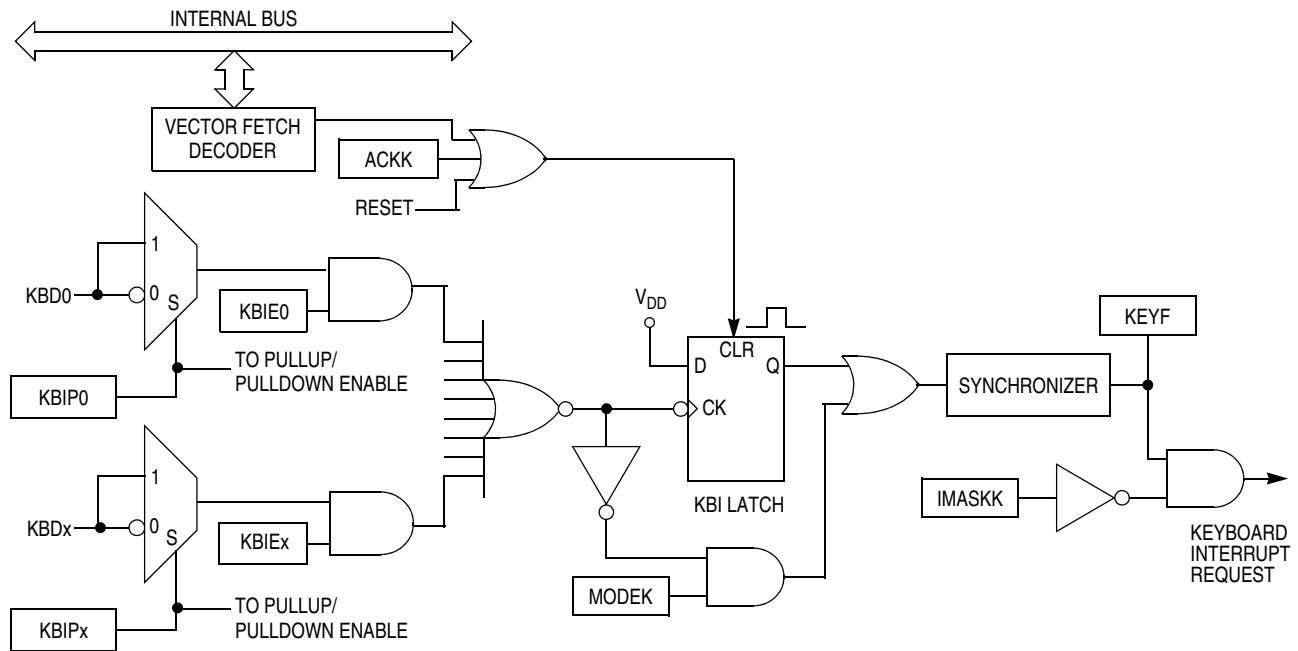 INTERNAL BUS
VECTOR FETCH
DECODER
ACKK
RESET
1
KBD0
0
S
KBIE0
TO PULLUP/
PULLDOWN ENABLE
KBIP0
VDD
CLR
D
Q
CK
KBI LATCH
SYNCHRONIZER
KEYF
1
KBDx
0
S
KBIEx
TO PULLUP/
PULLDOWN ENABLE
KBIPx
MODEK
IMASKK
KEYBOARD
INTERRUPT
REQUEST